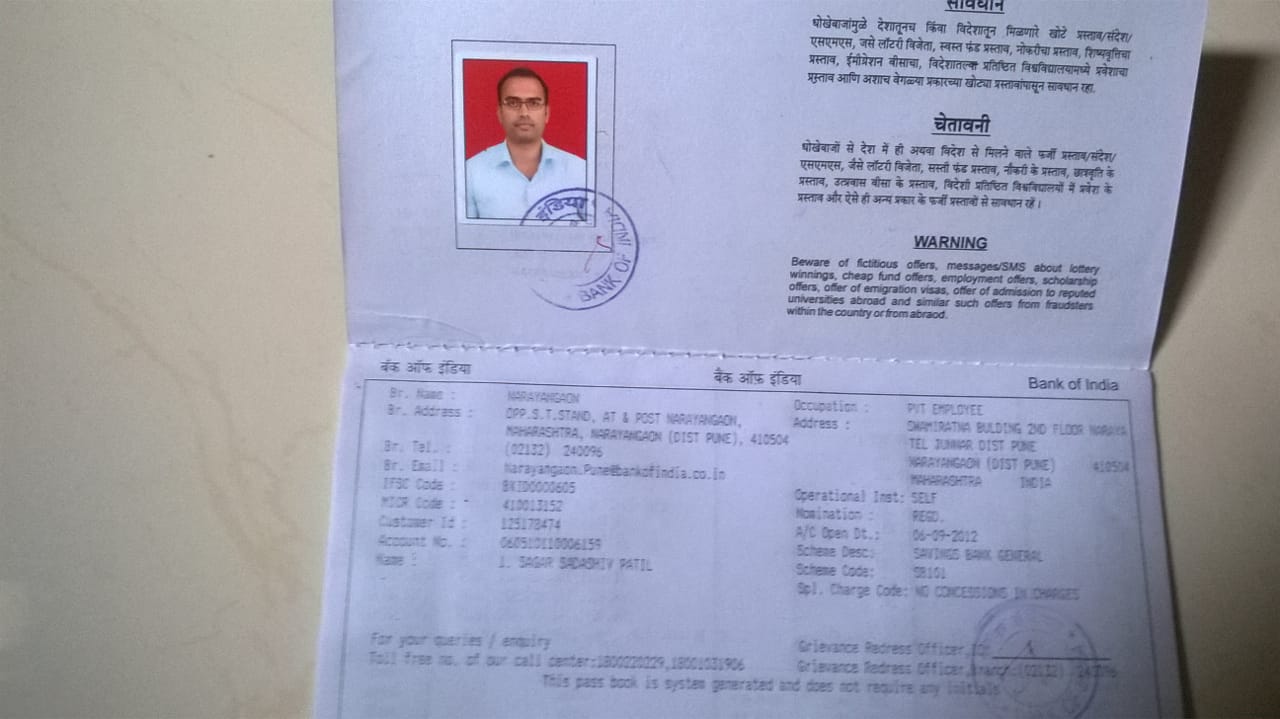 सावधान
धोखेबाजांमुळे देशातूनच किंवा विदेशातून मिळणारे खोटे प्रस्ताव/संदेश/
एसएमएस, जसे लॉटरी विजेता, स्वस्त फंड प्रस्ताव, नोकरीचा प्रस्ताव, शिष्यवृत्तिचा
प्रस्ताव, ईमीग्रेशन वीसाचा, विदेशातल्या प्रतिष्ठित विश्वविद्यालयामध्ये प्रवेशाचा
प्रस्ताव आणि अशाच वेगळ्या प्रकारच्या खोट्या प्रस्तावांपासून सावधान रहा.
चेतावनी
धोखेबाजों से देश में ही अथवा विदेश से मिलने वाले फर्जी प्रस्ताव/संदेश/
एसएमएस, जैसे लॉटरी विजेता, सस्ती फंड प्रस्ताव, नौकरी के प्रस्ताव, छात्रवृति के
प्रस्ताव, उत्प्रवास वीसा के प्रस्ताव, विदेशी प्रतिष्ठित विश्वविद्यालयों में प्रवेश के
प्रस्ताव और ऐसे ही अन्य प्रकार के फर्जी प्रस्तावों से सावधान रहें।
WARNING
Beware of fictitious offers, messages/SMS about lottery
winnings, cheap fund offers, employment offers, scholarship
offers, offer of emigration visas, offer of admission to reputed
universities abroad and similar such offers from fraudsters
within the country or from abraod.
इंडिया
BANK OF INDIA
बँक ऑफ इंडिया बैंक ऑफ़ इंडिया Bank of India
Br. Name : NARAYANGAON
Br. Address : OPP.S.T.STAND, AT & POST NARAYANGAON,
MAHARASHTRA, NARAYANGAON (DIST PUNE), 410504
Br. Tel. : (02132) 240096
Br. Email : Narayangaon.Pune@bankofindia.co.in
IFSC Code : BKID0000605
MICR Code : 410013152
Customer Id : 125178474
Account No. : 060510110006159
Name : 1. SAGAR SADASHIV PATIL
Occupation : PVT EMPLOYEE
Address : SWAMIRATNA BULDING 2ND FLOOR NARAYA
TEL JUNNAR DIST PUNE
NARAYANGAON (DIST PUNE) 410504
MAHARASHTRA INDIA
Operational Inst: SELF
Nomination : REGD.
A/C Open Dt.: 06-09-2012
Scheme Desc: SAVINGS BANK GENERAL
Scheme Code: SB101
Spl. Charge Code: NO CONCESSIONS IN CHARGES
For your queries / enquiry
Toll free no. of our call center:1800220229,18001031906
Grievance Redress Officer,
Grievance Redress Officer,Branch:(02132) 240096
This pass book is system generated and does not require any initials